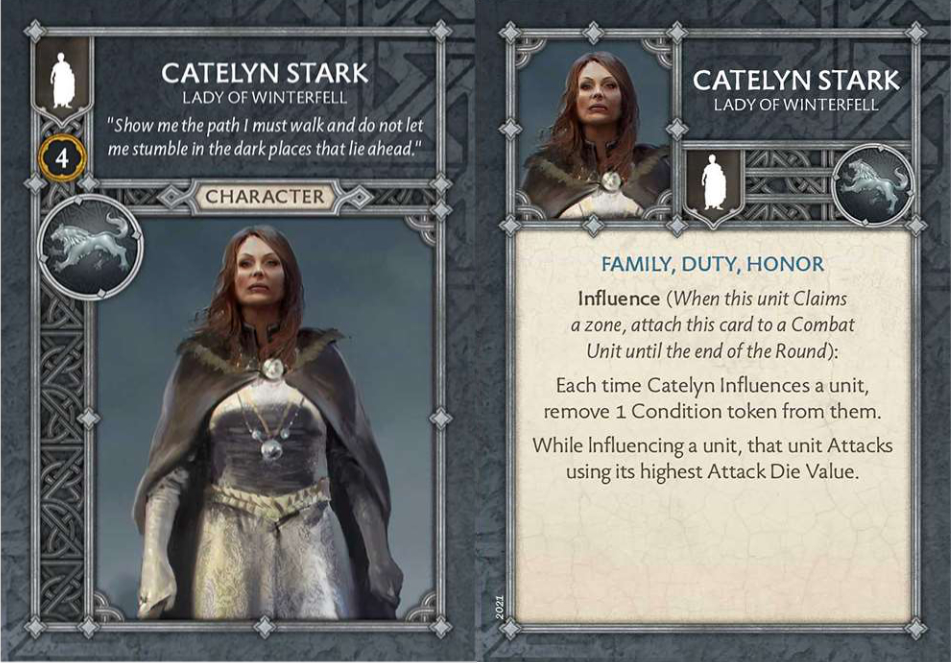 CATELYN STARK
LADY OF WINTERFELL
"Show me the path I must walk and do not let
me stumble in the dark places that lie ahead."
4
CHARACTER
CATELYN STARK
LADY OF WINTERFELL
FAMILY, DUTY, HONOR
Influence (When this unit Claims
a zone, attach this card to a Combat
Unit until the end of the Round):
Each time Catelyn Influences a unit,
remove 1 Condition token from them.
While Influencing a unit, that unit Attacks
using its highest Attack Die Value.
2021